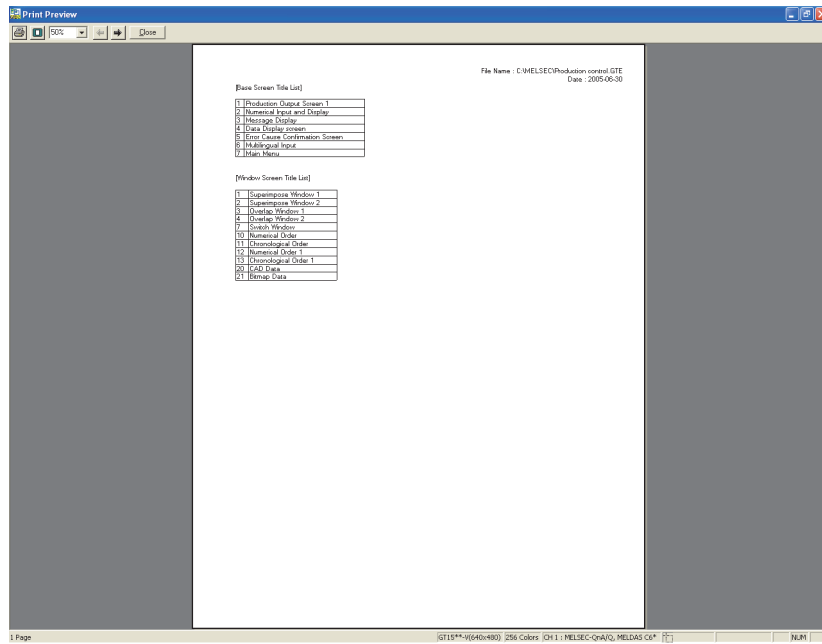 Print Preview
50% Close
File Name : C:\MELSEC\Production control.GTE
Date : 2005-06-30
[Base Screen Title List]
1 Production Output Screen 1
2 Numerical Input and Display
3 Message Display
4 Data Display screen
5 Error Cause Confirmation Screen
6 Multilingual Input
7 Main Menu
[Window Screen Title List]
1 Superimpose Window 1
2 Superimpose Window 2
3 Overlap Window 1
4 Overlap Window 2
7 Switch Window
10 Numerical Order
11 Chronological Order
12 Numerical Order 1
13 Chronological Order 1
20 CAD Data
21 Bitmap Data
1 Page GT15**-V(640x480) 256 Colors CH 1 : MELSEC-QnA/Q, MELDAS C6* NUM